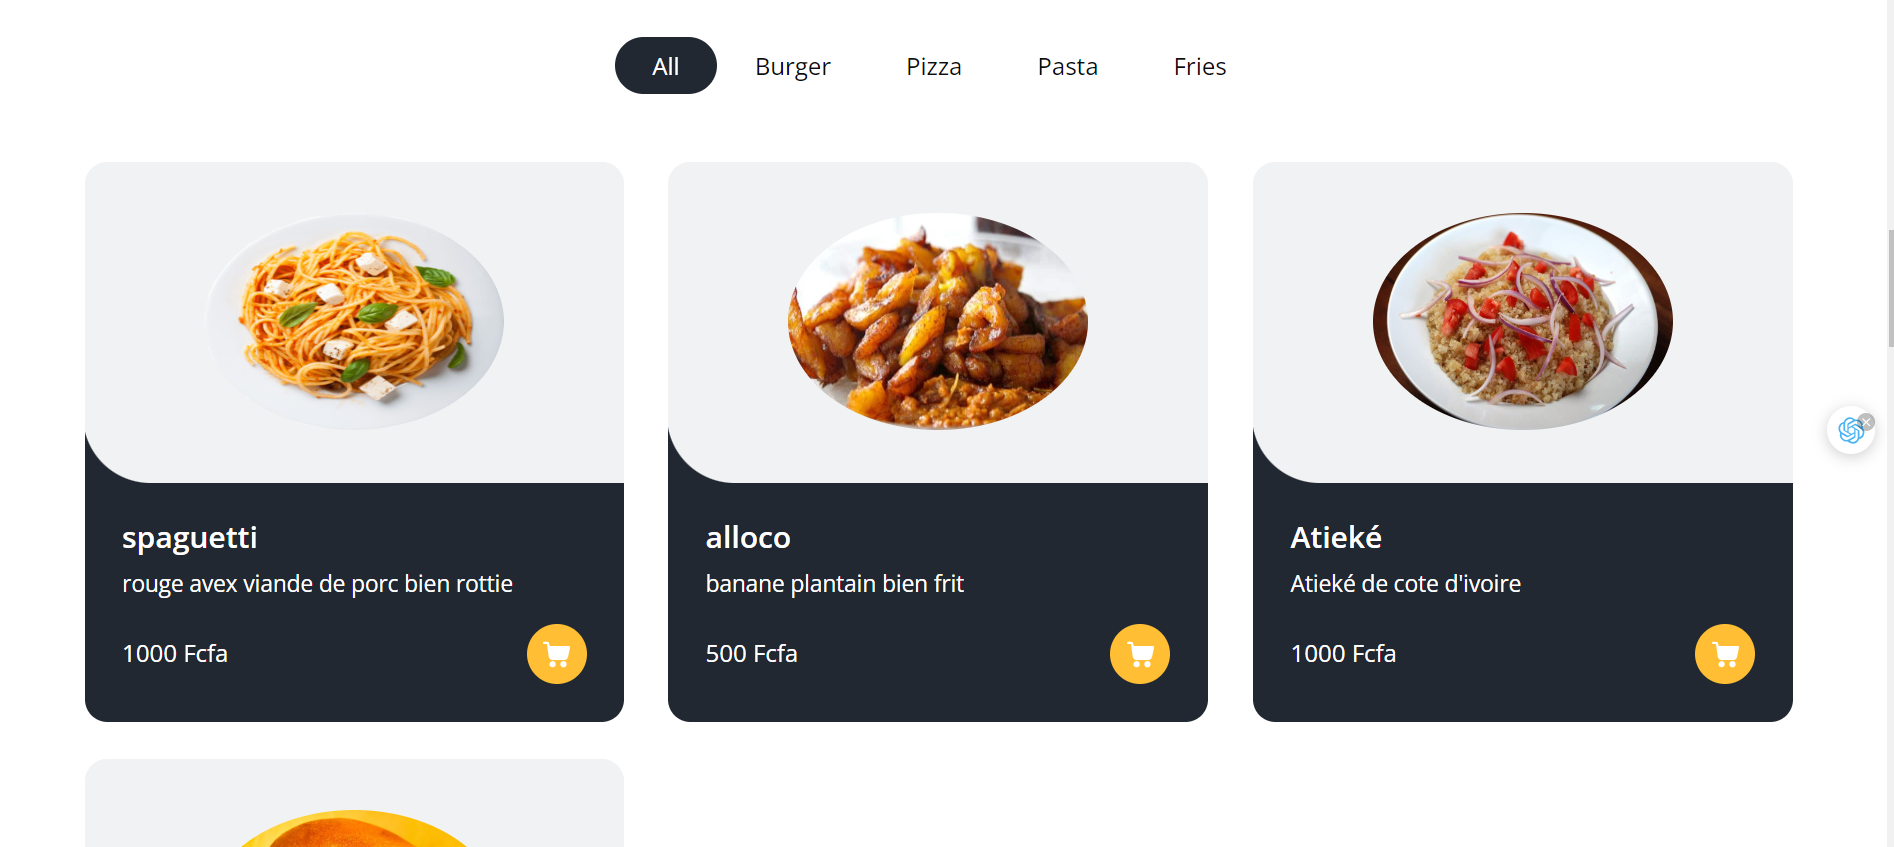 All Burger Pizza Pasta Fries
spaguetti
rouge avex viande de porc bien rottie
1000 Fcfa
alloco
banane plantain bien frit
500 Fcfa
Atieké
Atieké de cote d'ivoire
1000 Fcfa